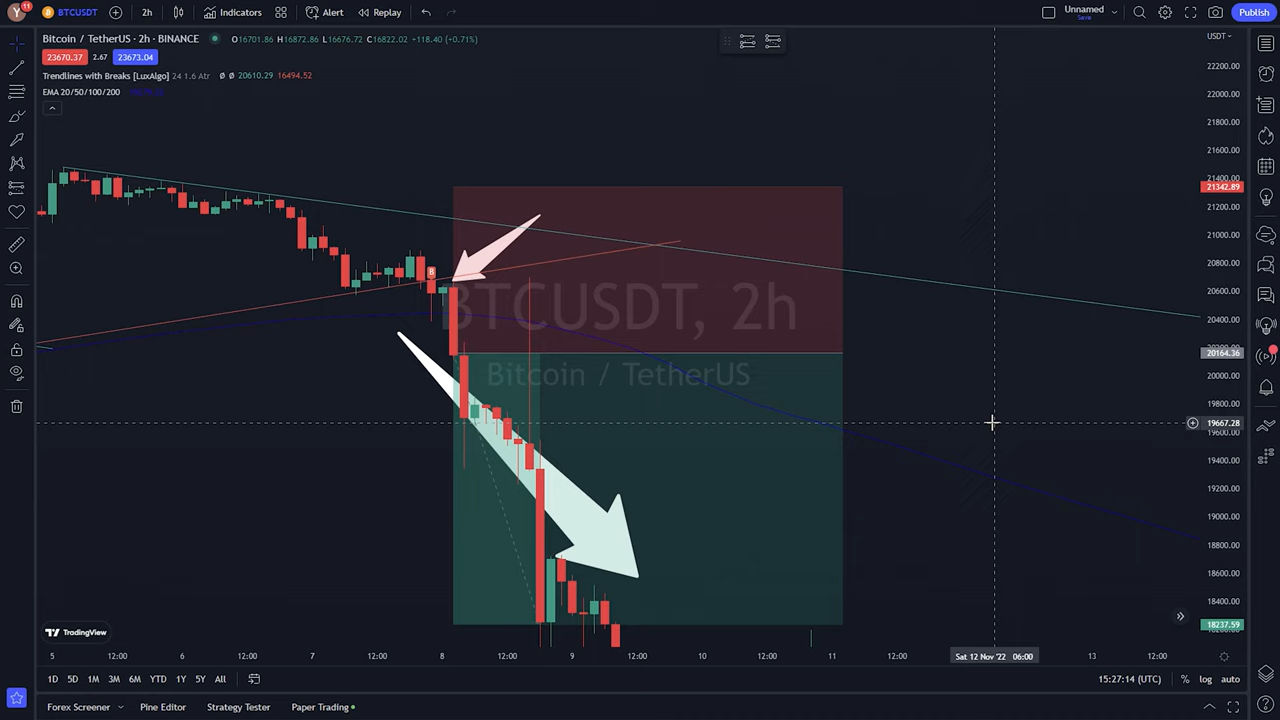 Y 11 BTCUSDT 2h Indicators Alert Replay Unnamed Save Publish
Bitcoin / TetherUS · 2h · BINANCE O16701.86 H16872.86 L16676.72 C16822.02 +118.40 (+0.71%) USDT
23670.37 2.67 23673.04
Trendlines with Breaks [LuxAlgo] 24 1.6 Atr Ø Ø 20610.29 16494.52
EMA 20/50/100/200
22200.00
22000.00
21800.00
21600.00
21400.00
21342.89
21200.00
21000.00
B
20800.00
20600.00
BTCUSDT, 2h
20400.00
20164.36
Bitcoin / TetherUS
20000.00
19800.00
19667.28
19600.00
19400.00
19200.00
19000.00
18800.00
18600.00
18400.00
18237.59
TradingView
5 12:00 6 12:00 7 12:00 8 12:00 9 12:00 10 12:00 11 12:00 Sat 12 Nov '22 06:00 13 12:00
1D 5D 1M 3M 6M YTD 1Y 5Y All 15:27:14 (UTC) % log auto
Forex Screener Pine Editor Strategy Tester Paper Trading